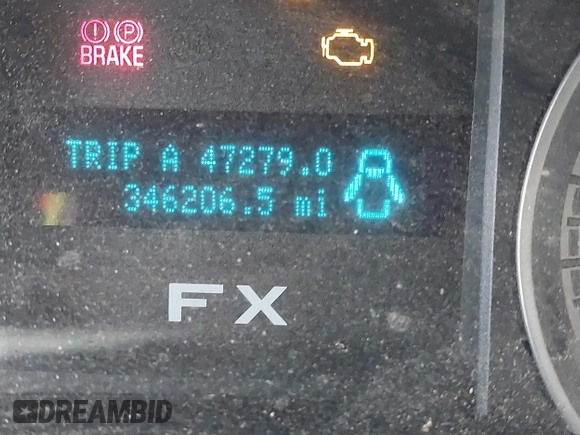 BRAKE
TRIP A 47279.0
346206.5 mi
FX
DREAMBID